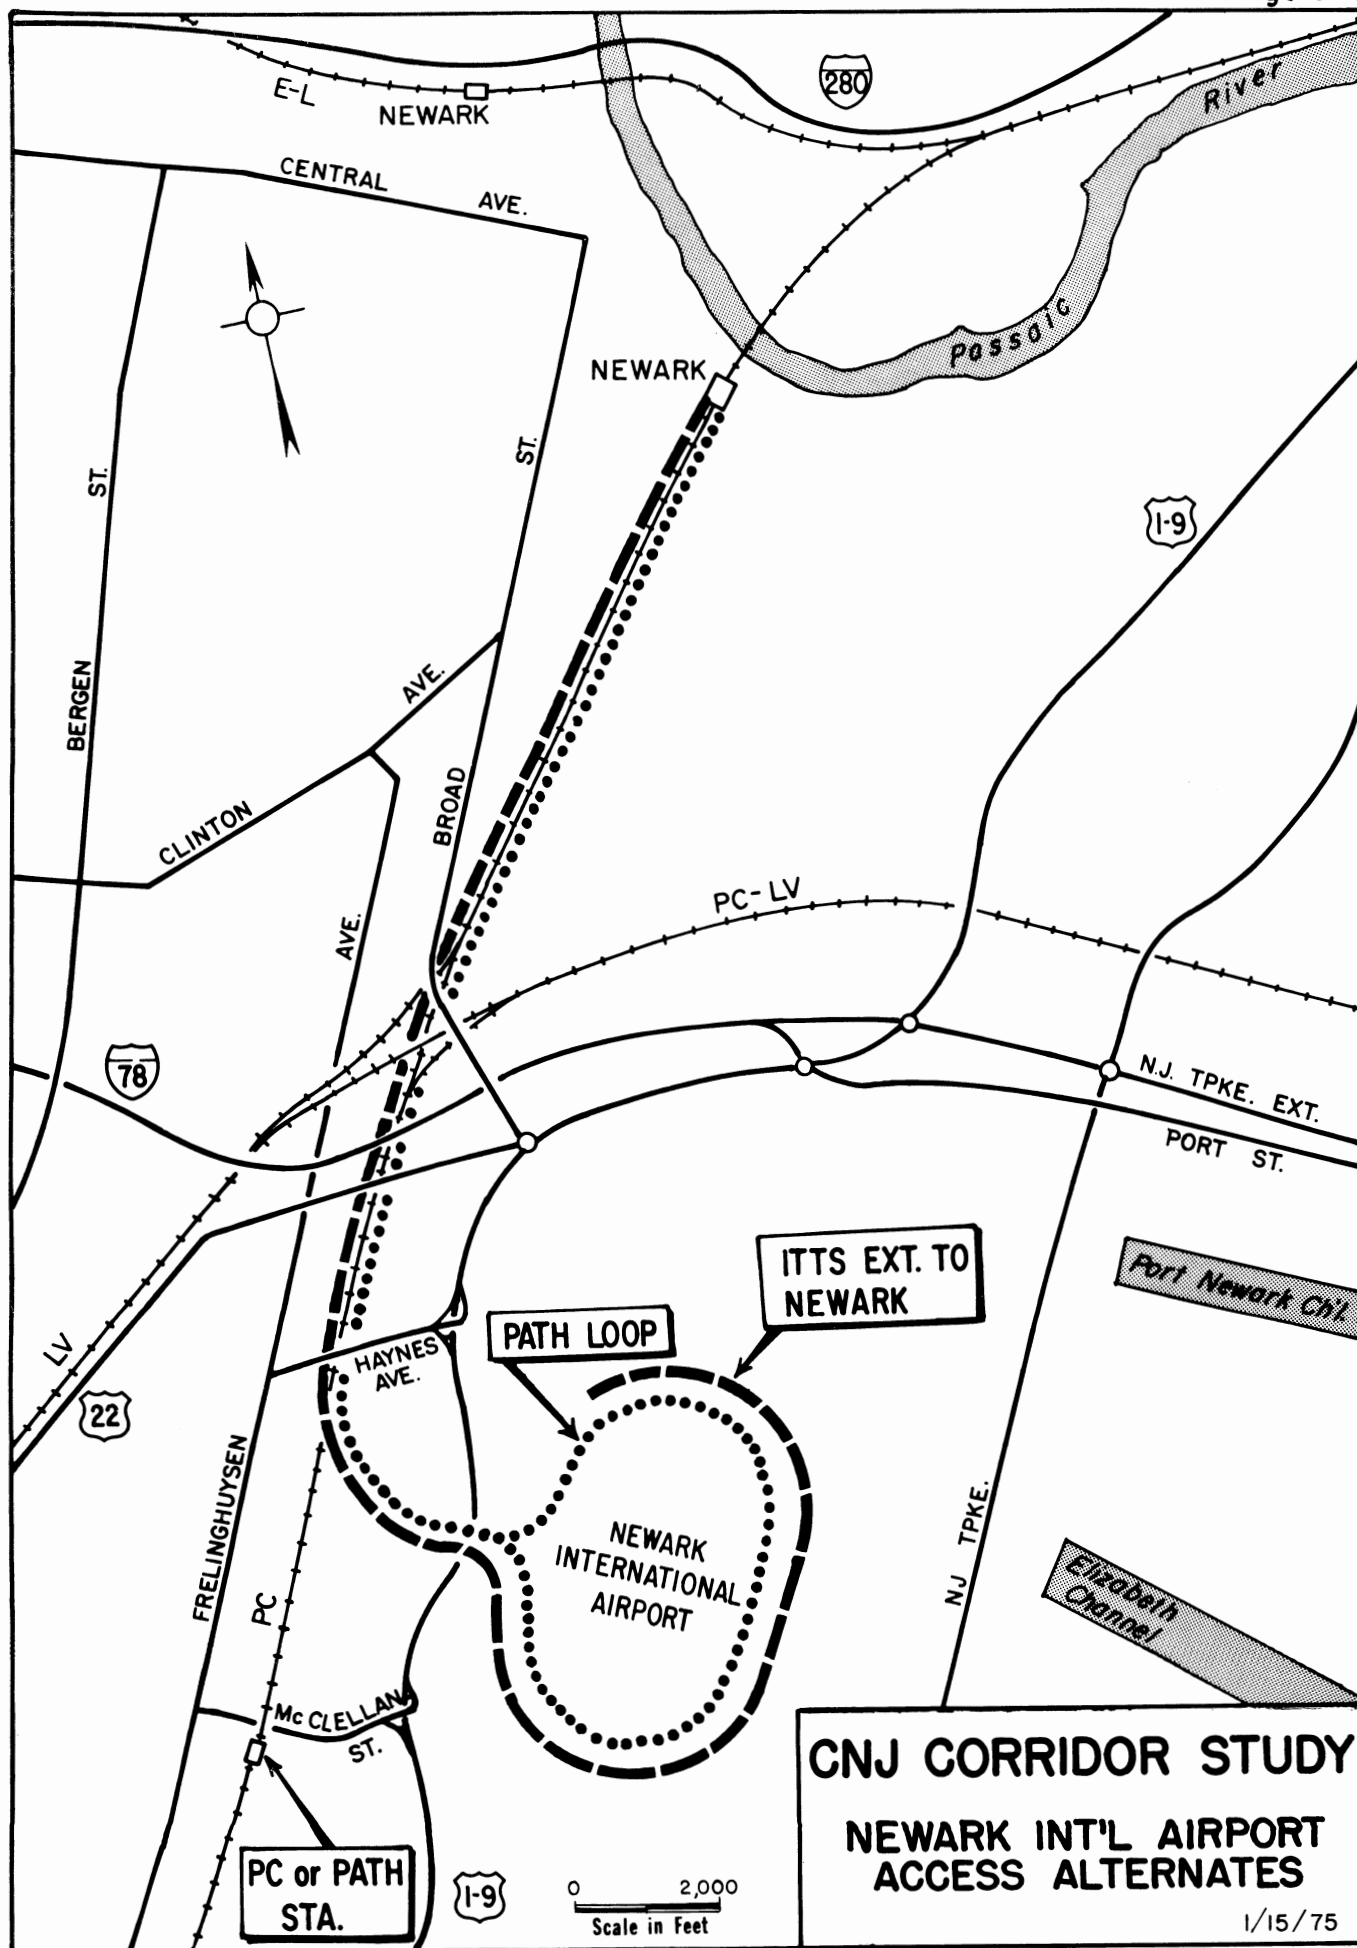 280
River
E-L
NEWARK
CENTRAL AVE.
Passaic
NEWARK
ST.
ST.
1-9
BERGEN
AVE.
BROAD
CLINTON
PC-LV
AVE.
78
N.J. TPKE. EXT.
PORT ST.
ITTS EXT. TO
NEWARK
Port Newark Ch'l.
PATH LOOP
LV
HAYNES
AVE.
22
FRELINGHUYSEN
NEWARK
INTERNATIONAL
AIRPORT
NJ TPKE.
Elizabeth
Channel
PC
Mc CLELLAN
ST.
PC or PATH
STA.
1-9
0 2,000
Scale in Feet
CNJ CORRIDOR STUDY
NEWARK INT'L AIRPORT
ACCESS ALTERNATES
1/15/75